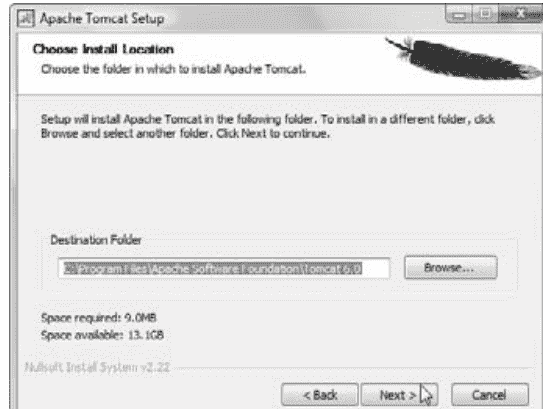 Apache Tomcat Setup
Choose Install Location
Choose the folder in which to install Apache Tomcat.
Setup will install Apache Tomcat in the following folder. To install in a different folder, click
Browse and select another folder. Click Next to continue.
Destination Folder
C:\Program Files\Apache Software Foundation\Tomcat 6.0
Browse...
Space required: 9.0MB
Space available: 13.1GB
Nullsoft Install System v2.22
< Back
Next >
Cancel